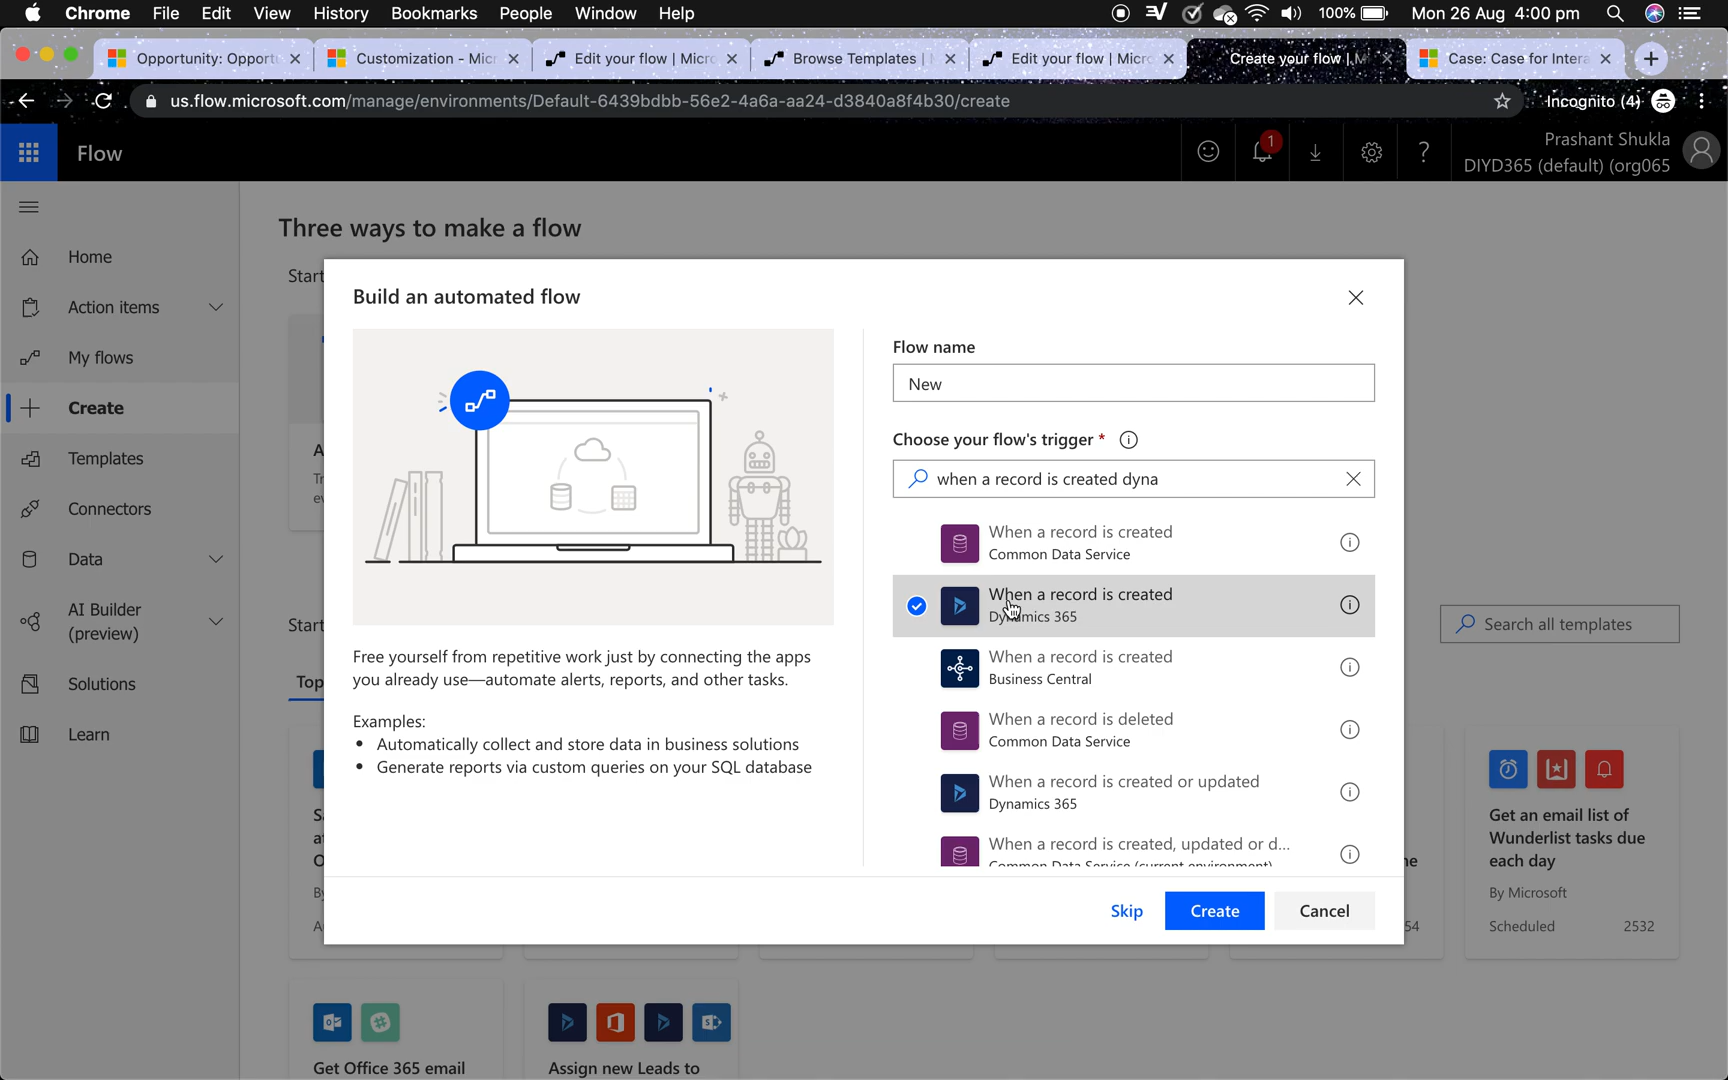 Chrome File Edit View History Bookmarks People Window Help 100% Mon 26 Aug 4:00 pm
Opportunity: Opport Customization - Micr Edit your flow | Micro Browse Templates | Edit your flow | Micro Create your flow | M Case: Case for Intera
us.flow.microsoft.com/manage/environments/Default-6439bdbb-56e2-4a6a-aa24-d3840a8f4b30/create Incognito (4)
Flow 1 ? Prashant Shukla
DIYD365 (default) (org065
Home
Action items
My flows
Create
Templates
Connectors
Data
AI Builder
(preview)
Solutions
Learn
Three ways to make a flow
Start
Build an automated flow
Free yourself from repetitive work just by connecting the apps
you already use—automate alerts, reports, and other tasks.
Examples:
• Automatically collect and store data in business solutions
• Generate reports via custom queries on your SQL database
Flow name
New
Choose your flow's trigger *
when a record is created dyna
When a record is created
Common Data Service
When a record is created
Dynamics 365
When a record is created
Business Central
When a record is deleted
Common Data Service
When a record is created or updated
Dynamics 365
When a record is created, updated or d...
Common Data Service (current environment)
Skip Create Cancel
Start
Search all templates
Top
Get an email list of
Wunderlist tasks due
each day
By Microsoft
Scheduled 2532
54
Get Office 365 email
Assign new Leads to